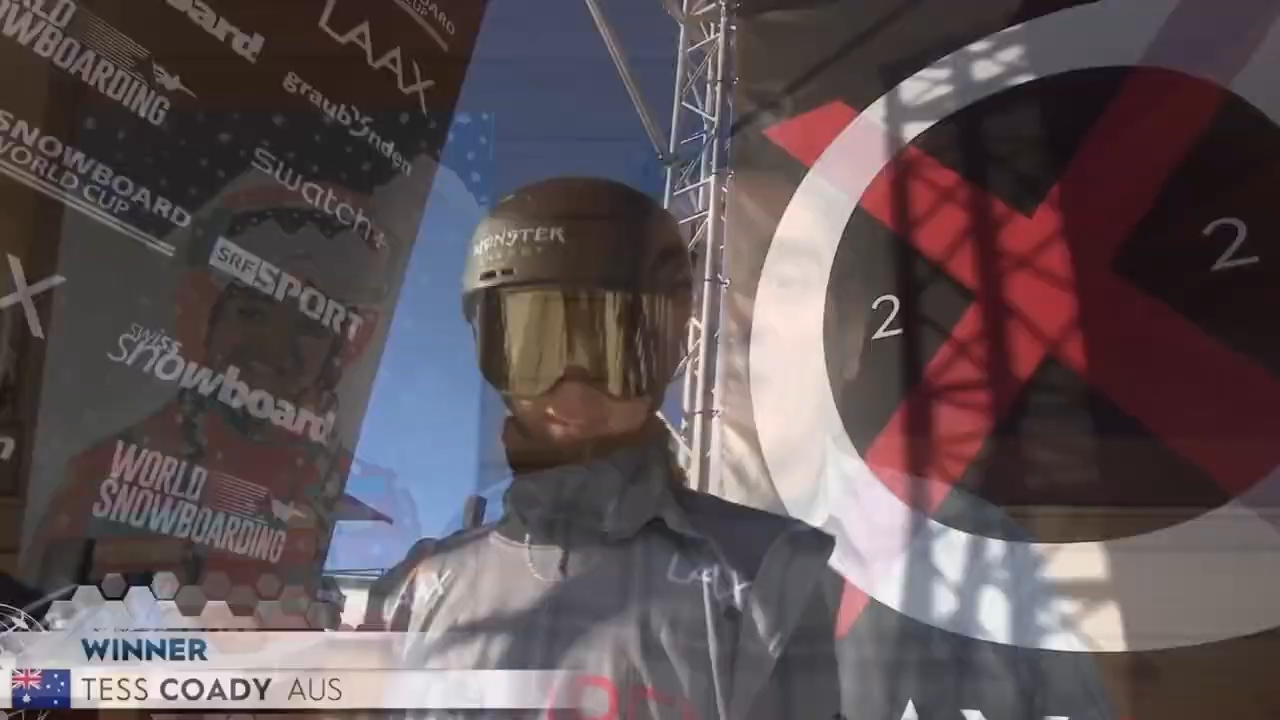 WORLD
SNOWBOARDING
SNOWBOARD
WORLD CUP
LAAX
graubünden
swatch+
SRF SPORT
swiss
snowboard
WORLD
SNOWBOARDING
MONSTER
LAAX
2
2
WINNER
TESS COADY AUS